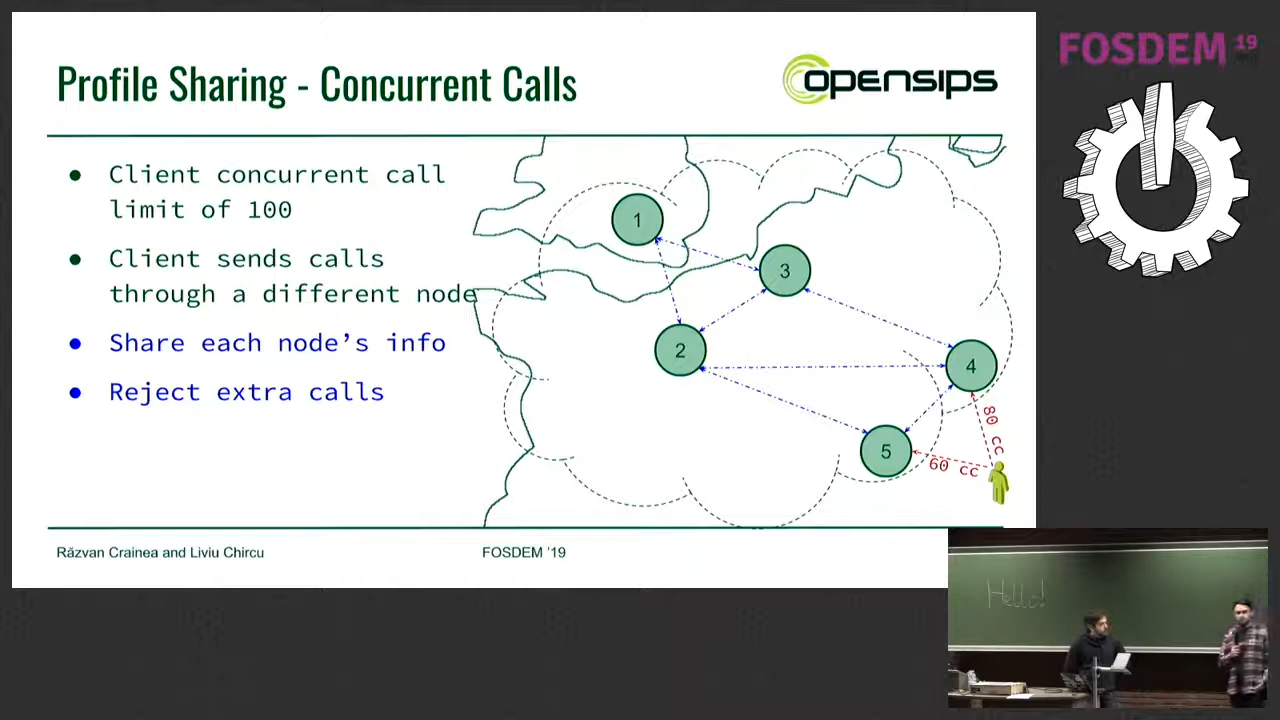 Profile Sharing - Concurrent Calls
OPENSIPS
FOSDEM 19
● Client concurrent call
limit of 100
● Client sends calls
through a different node
● Share each node's info
● Reject extra calls
1
3
2
4
5
80 cc
60 cc
Răzvan Crainea and Liviu Chircu
FOSDEM '19
Hello!